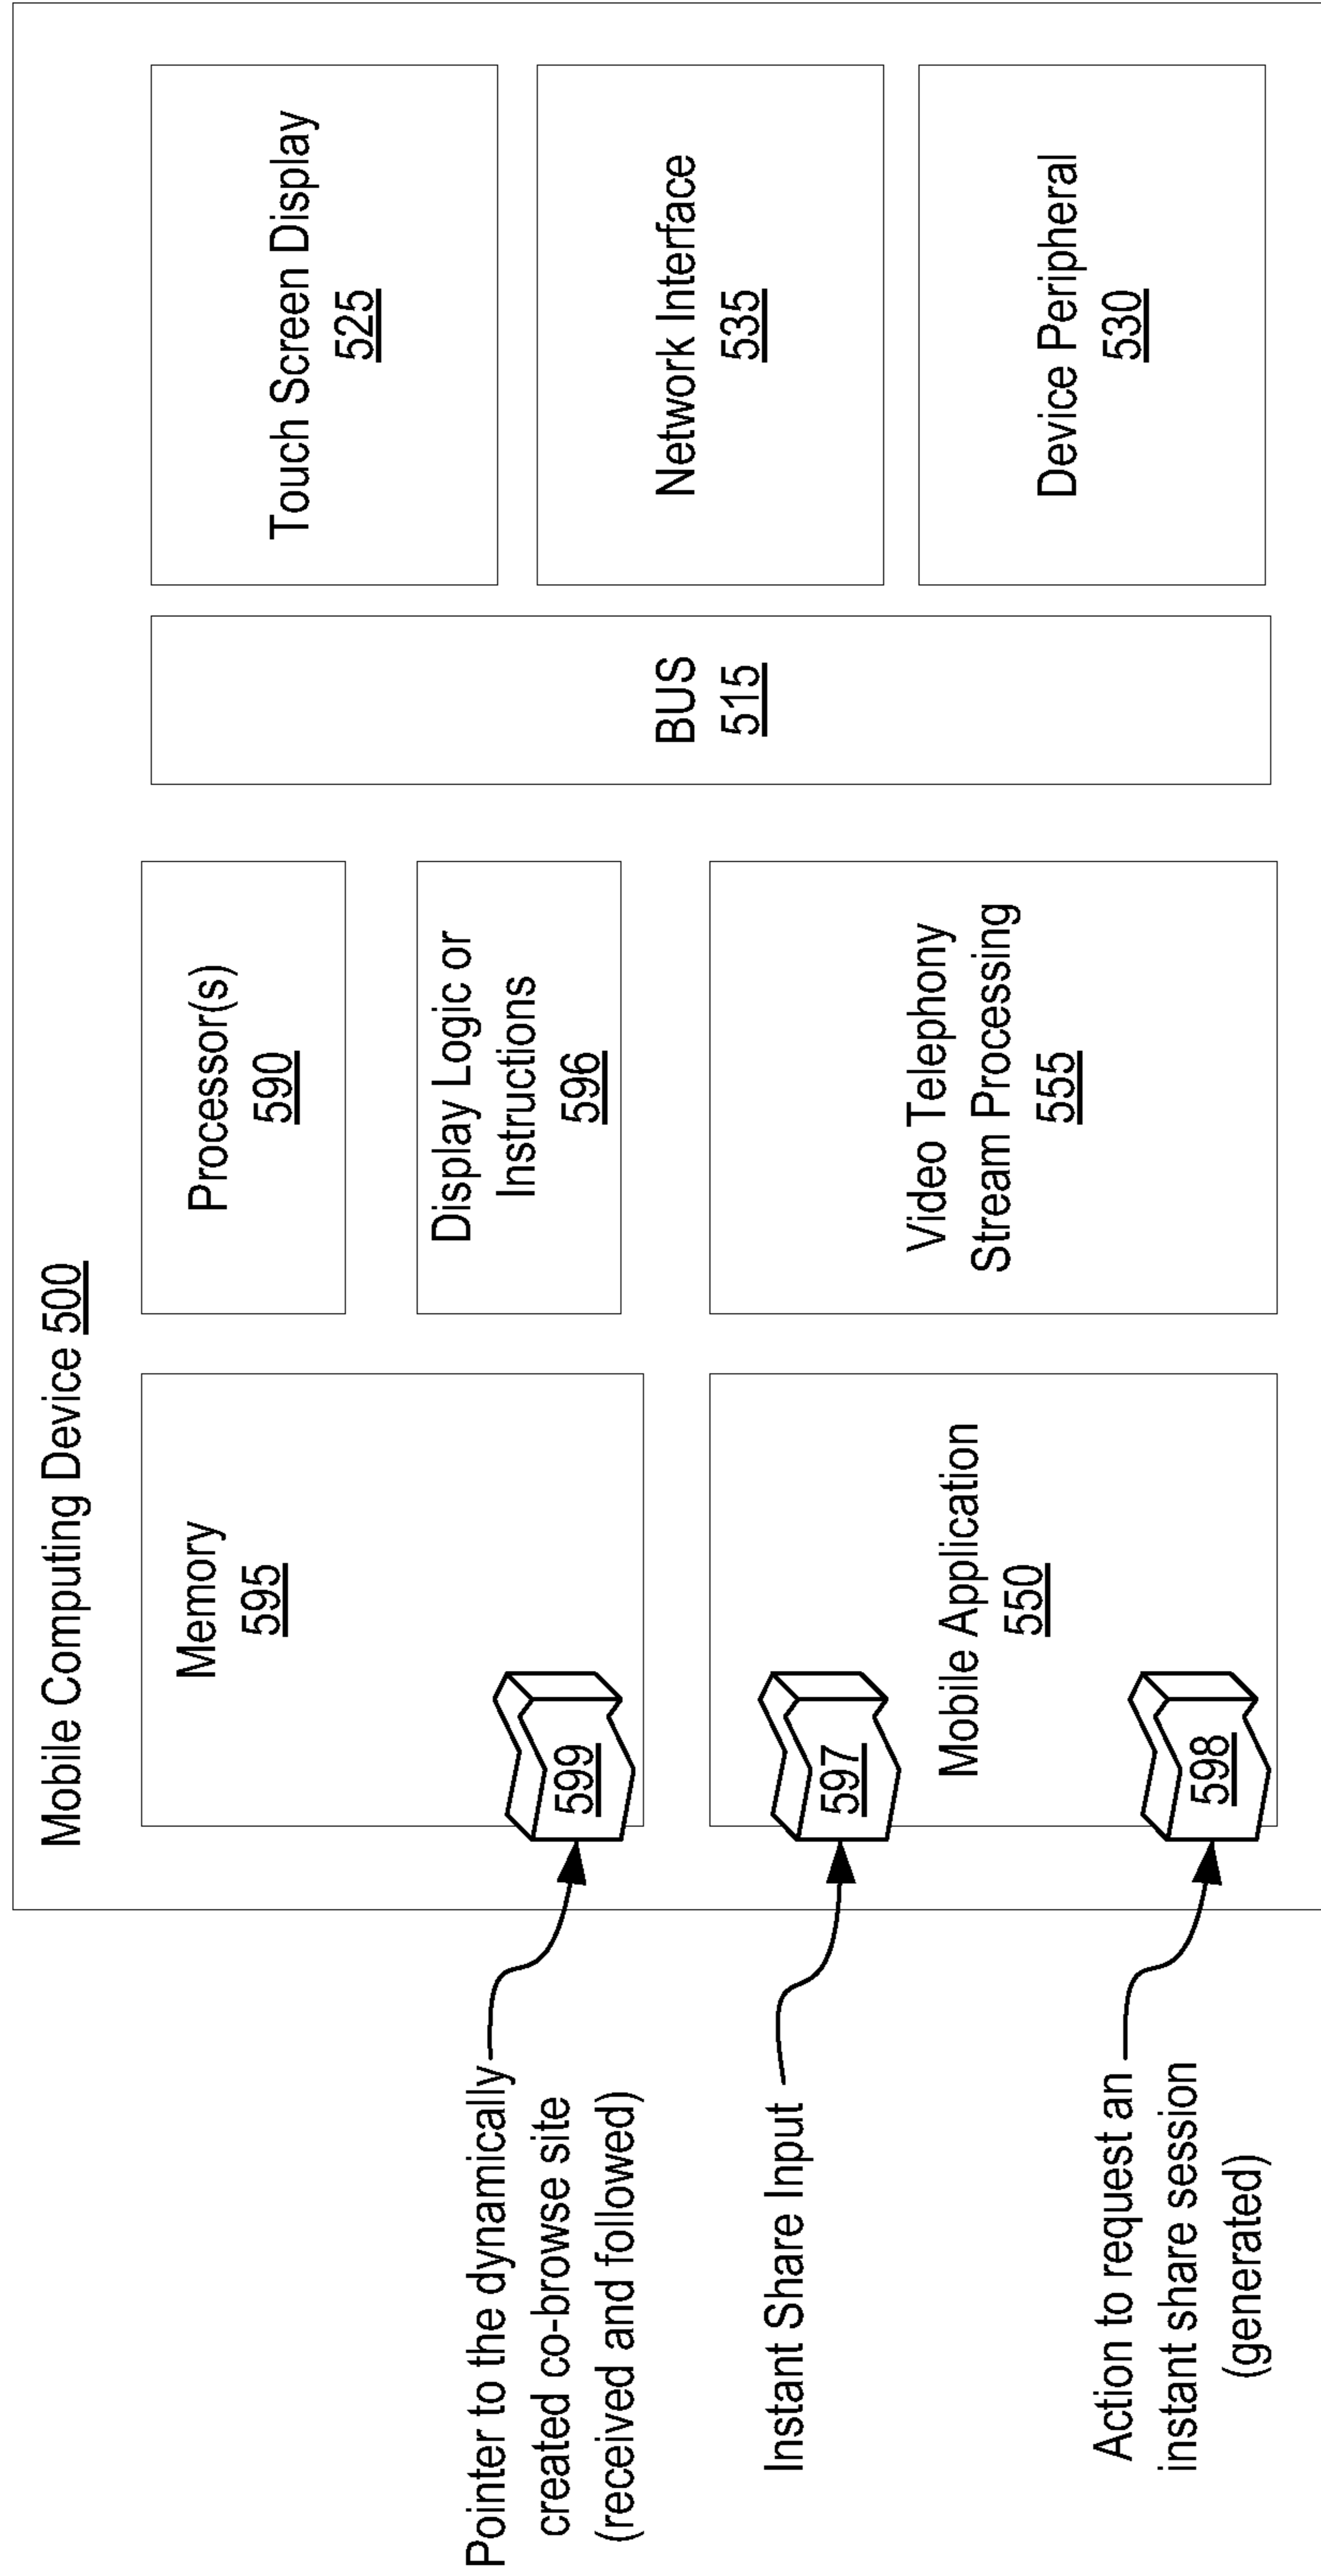 Mobile Computing Device 500
Pointer to the dynamically
created co-browse site
(received and followed)
599
Memory
595
Processor(s)
590
Display Logic or
Instructions
596
Instant Share Input
597
Action to request an
instant share session
(generated)
598
Mobile Application
550
Video Telephony
Stream Processing
555
BUS
515
Touch Screen Display
525
Network Interface
535
Device Peripheral
530